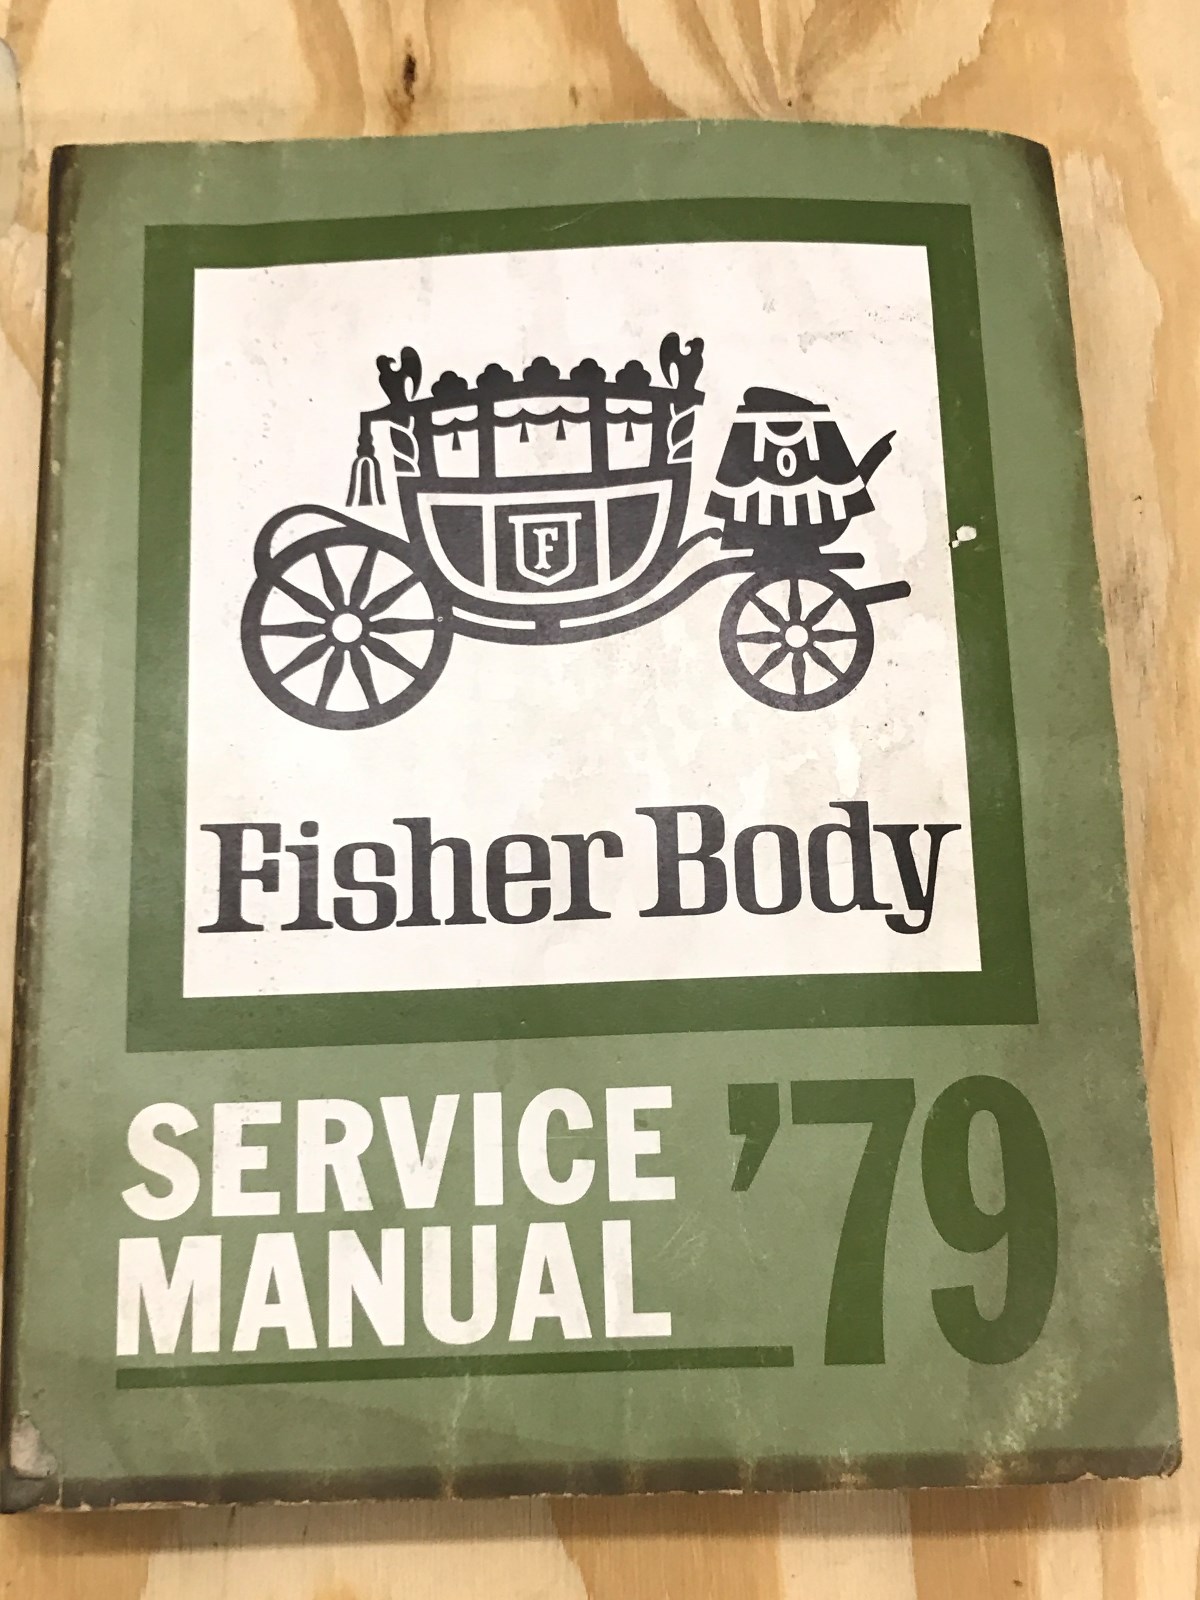 F
Fisher Body
SERVICE
MANUAL
'79